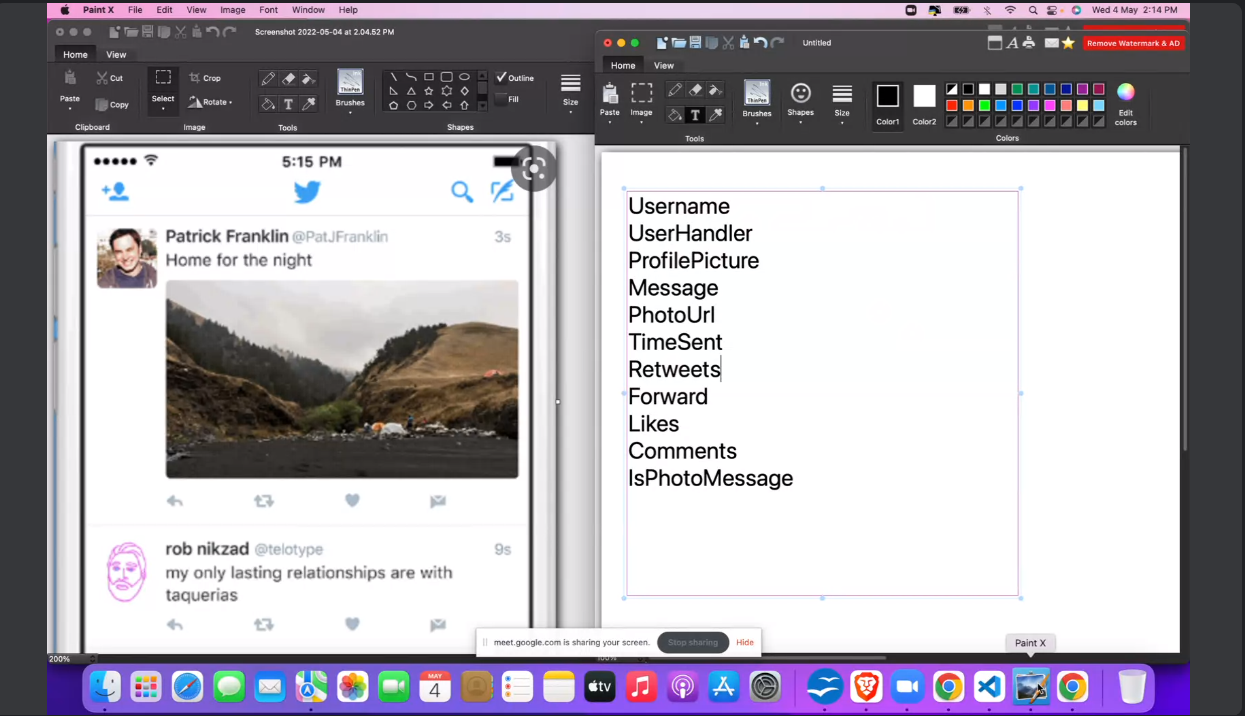 Paint X File Edit View Image Font Window Help
Wed 4 May 2:14 PM
Screenshot 2022-05-04 at 2.04.52 PM
Home View
Paste
Cut
Copy
Clipboard
Select
Crop
Rotate
Image
T
Tools
ThinPen
Brushes
Outline
Fill
Shapes
Size
5:15 PM
Patrick Franklin @PatJFranklin 3s
Home for the night
rob nikzad @telotype 9s
my only lasting relationships are with
taquerias
200%
Untitled
A
Remove Watermark & AD
Home View
Paste
Image
T
Tools
ThinPen
Brushes
Shapes
Size
Color1
Color2
Edit
colors
Colors
Username
UserHandler
ProfilePicture
Message
PhotoUrl
TimeSent
Retweets
Forward
Likes
Comments
IsPhotoMessage
meet.google.com is sharing your screen. Stop sharing Hide
100%
Paint X
MAY
4
tv